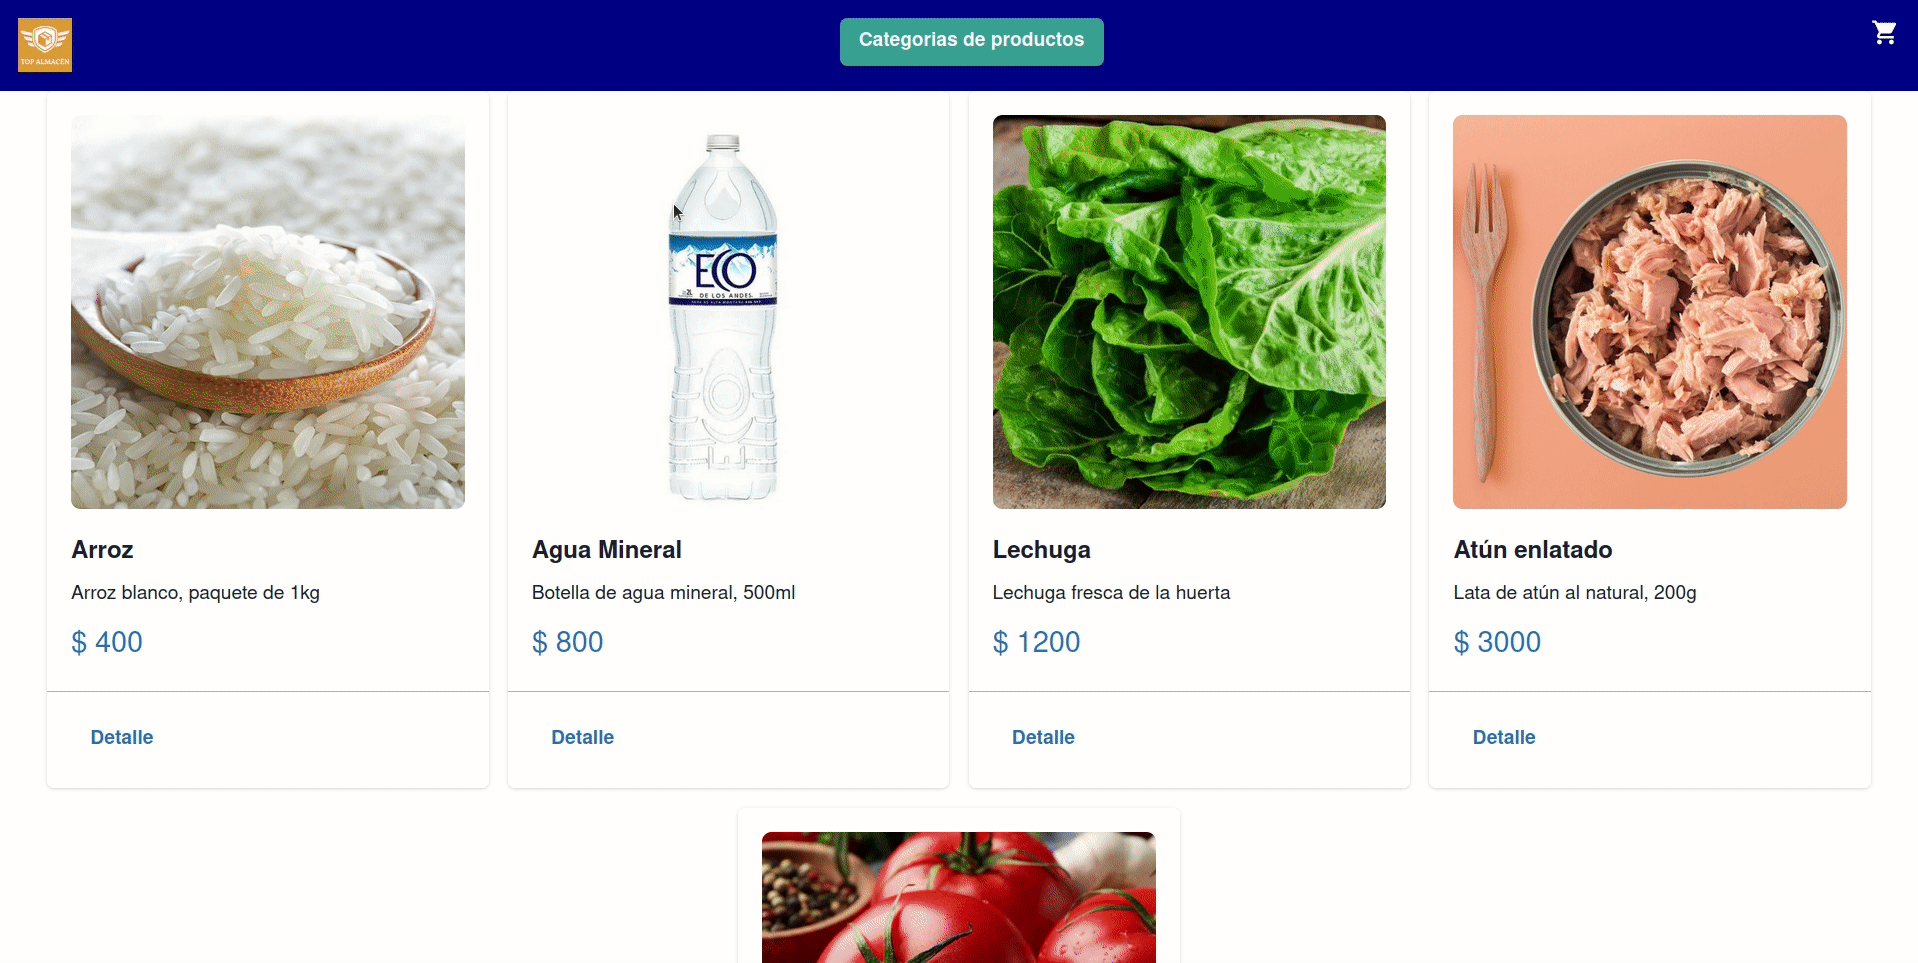 TOP ALMACÉN
Categorias de productos
ECO
DE LOS ANDES
2L
Arroz
Arroz blanco, paquete de 1kg
$ 400
Detalle
Agua Mineral
Botella de agua mineral, 500ml
$ 800
Detalle
Lechuga
Lechuga fresca de la huerta
$ 1200
Detalle
Atún enlatado
Lata de atún al natural, 200g
$ 3000
Detalle